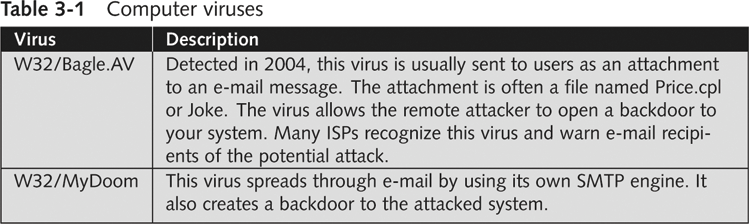 Table 3-1 Computer viruses
Virus Description
W32/Bagle.AV Detected in 2004, this virus is usually sent to users as an attachment
to an e-mail message. The attachment is often a file named Price.cpl
or Joke. The virus allows the remote attacker to open a backdoor to
your system. Many ISPs recognize this virus and warn e-mail recipi-
ents of the potential attack.
W32/MyDoom This virus spreads through e-mail by using its own SMTP engine. It
also creates a backdoor to the attacked system.